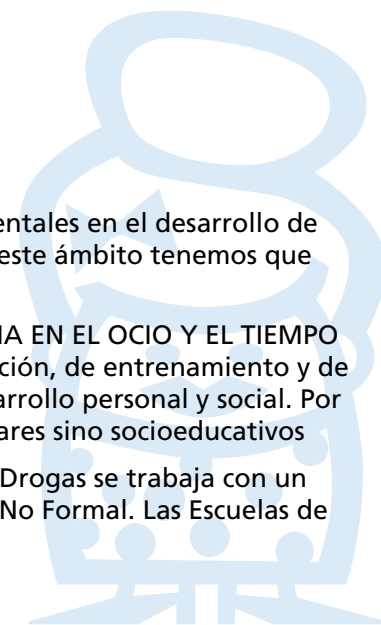 entales en el desarrollo de
este ámbito tenemos que
IA EN EL OCIO Y EL TIEMPO
ción, de entrenamiento y de
arrollo personal y social. Por
ares sino socioeducativos
Drogas se trabaja con un
No Formal. Las Escuelas de